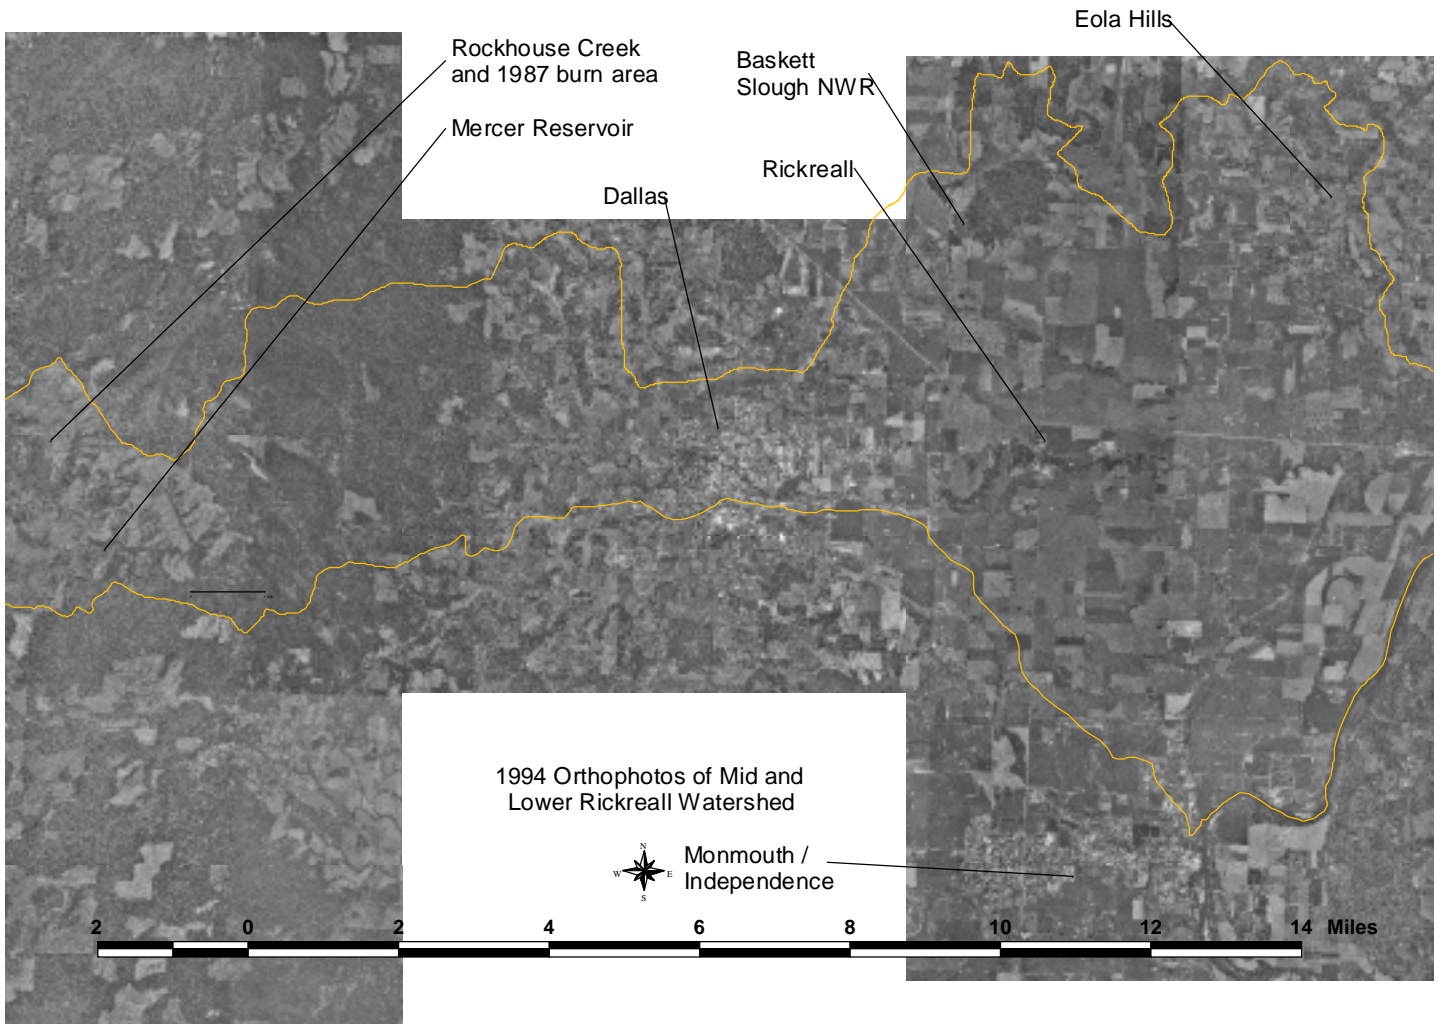 Eola Hills
Rockhouse Creek
and 1987 burn area
Baskett
Slough NWR
Mercer Reservoir
Rickreall
Dallas
1994 Orthophotos of Mid and
Lower Rickreall Watershed
N
W E
S
Monmouth /
Independence
2 0 2 4 6 8 10 12 14 Miles